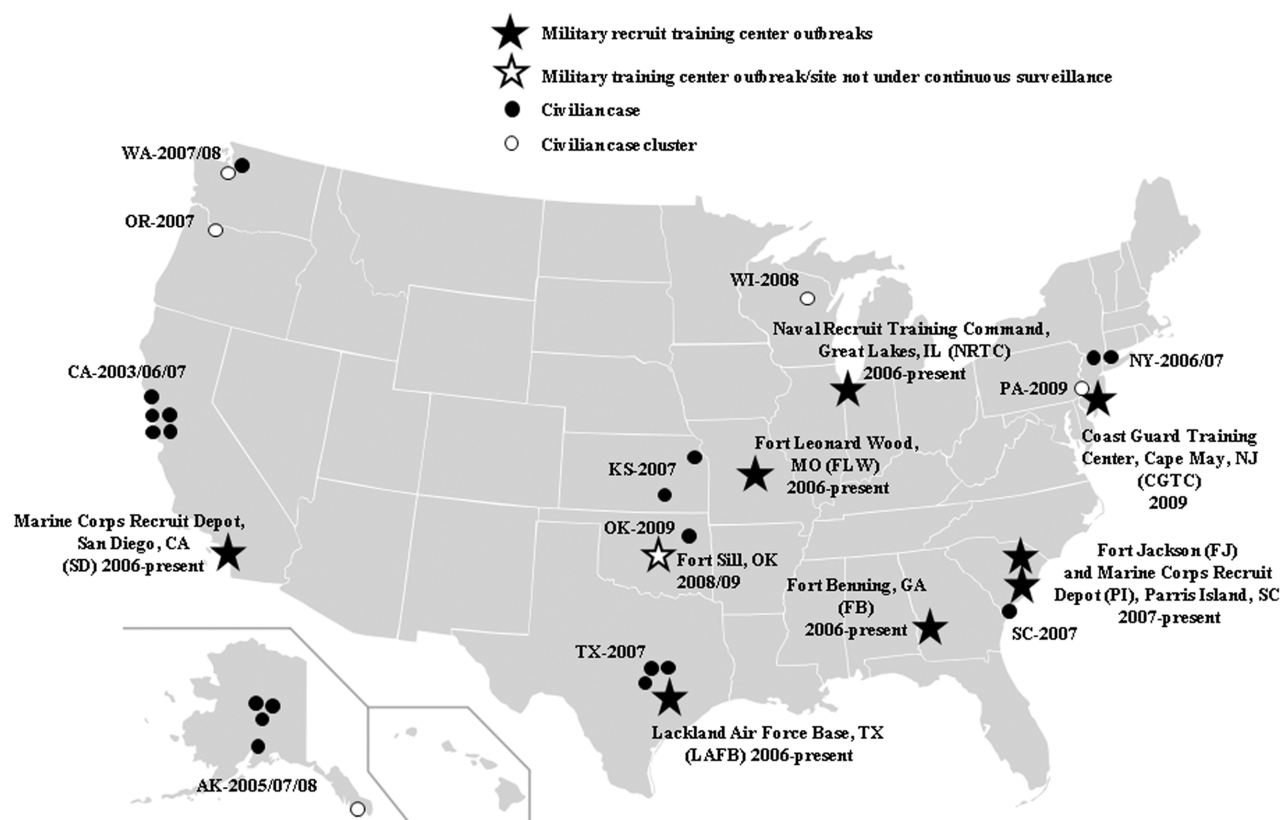 Military recruit training center outbreaks
Military training center outbreak/site not under continuous surveillance
Civilian case
Civilian case cluster
WA-2007/08
OR-2007
WI-2008
Naval Recruit Training Command,
Great Lakes, IL (NRTC)
2006-present
NY-2006/07
CA-2003/06/07
PA-2009
Coast Guard Training
Center, Cape May, NJ
(CGTC)
2009
Fort Leonard Wood,
MO (FLW)
2006-present
KS-2007
Marine Corps Recruit Depot,
San Diego, CA
(SD) 2006-present
OK-2009
Fort Sill, OK
2008/09
Fort Jackson (FJ)
and Marine Corps Recruit
Depot (PI), Parris Island, SC
2007-present
Fort Benning, GA
(FB)
2006-present
SC-2007
TX-2007
Lackland Air Force Base, TX
(LAFB) 2006-present
AK-2005/07/08